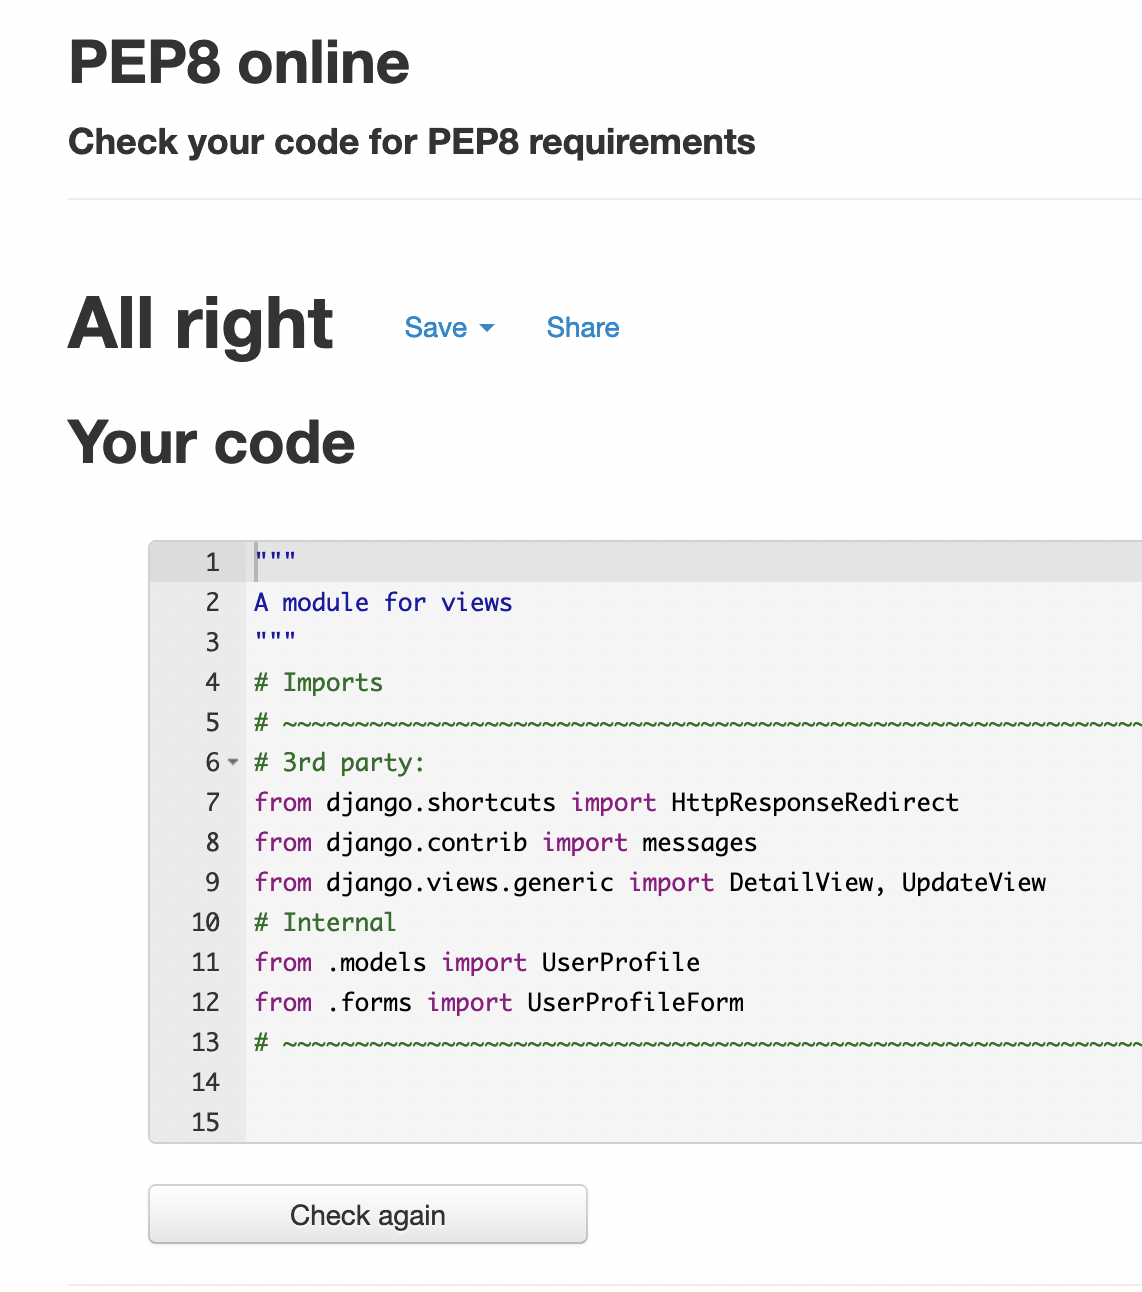 PEP8 online
Check your code for PEP8 requirements
All right Save Share
Your code
1 """
2 A module for views
3 """
4 # Imports
5 # ~~~~~~~~~~~~~~~~~~~~~~~~~~~~~~~~~~~~~~~~~~~~~~~~~~~~~~~~~~~~
6 # 3rd party:
7 from django.shortcuts import HttpResponseRedirect
8 from django.contrib import messages
9 from django.views.generic import DetailView, UpdateView
10 # Internal
11 from .models import UserProfile
12 from .forms import UserProfileForm
13 # ~~~~~~~~~~~~~~~~~~~~~~~~~~~~~~~~~~~~~~~~~~~~~~~~~~~~~~~~~~~~
14
15
Check again